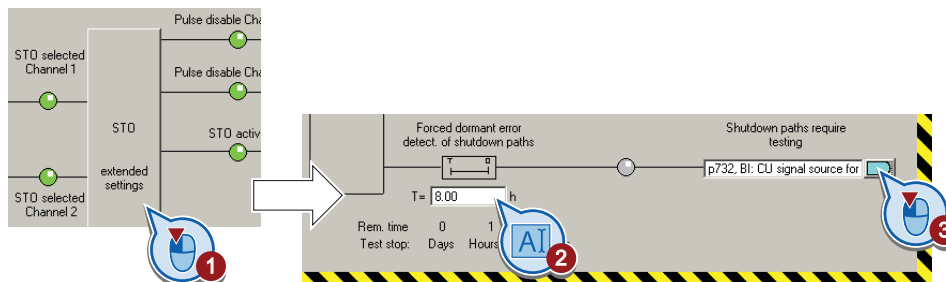 Pulse disable Cha
STO selected
Channel 1
Pulse disable Cha
STO
STO activ
extended
settings
STO selected
Channel 2
1
Forced dormant error
detect. of shutdown paths
Shutdown paths require
testing
T
0
p732, BI: CU signal source for
T= 8.00 h
Rem. time 0 1
Test stop: Days Hours
A
2
3